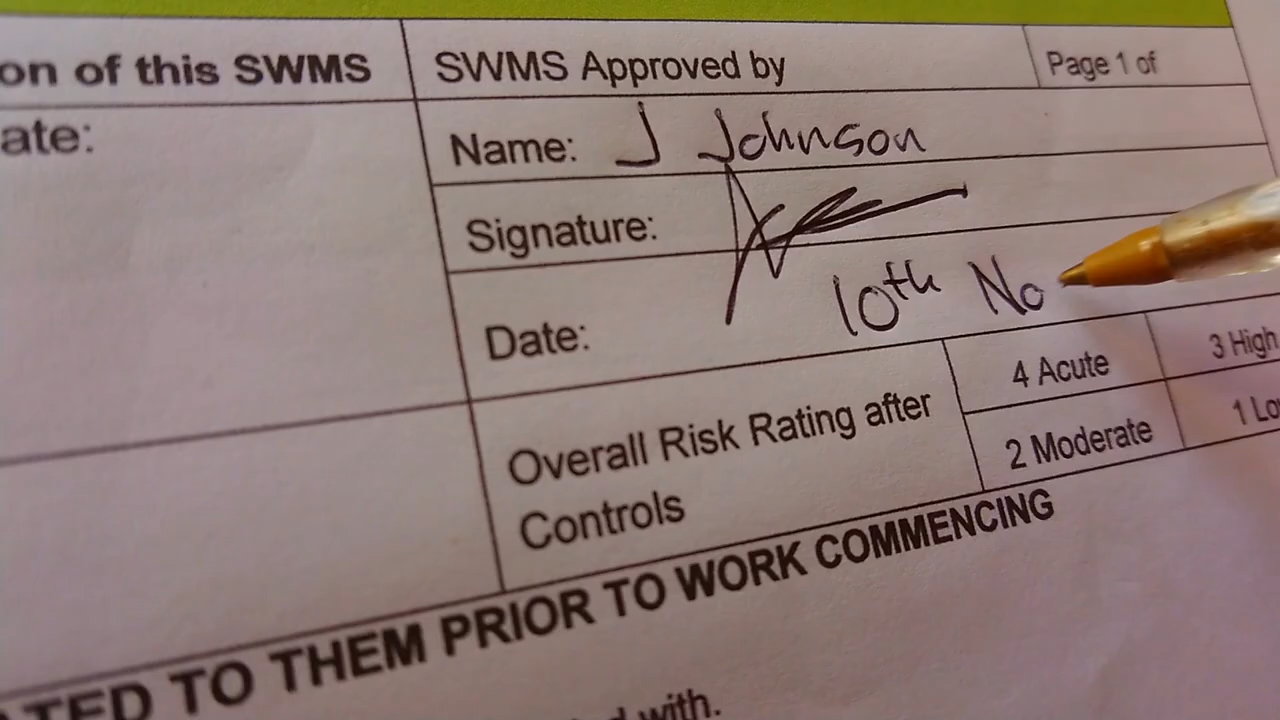 on of this SWMS SWMS Approved by Page 1 of
ate: Name: J Johnson
Signature:
Date: 10th No
Overall Risk Rating after Controls 4 Acute 3 High
2 Moderate 1 Lo
ATED TO THEM PRIOR TO WORK COMMENCING
with.